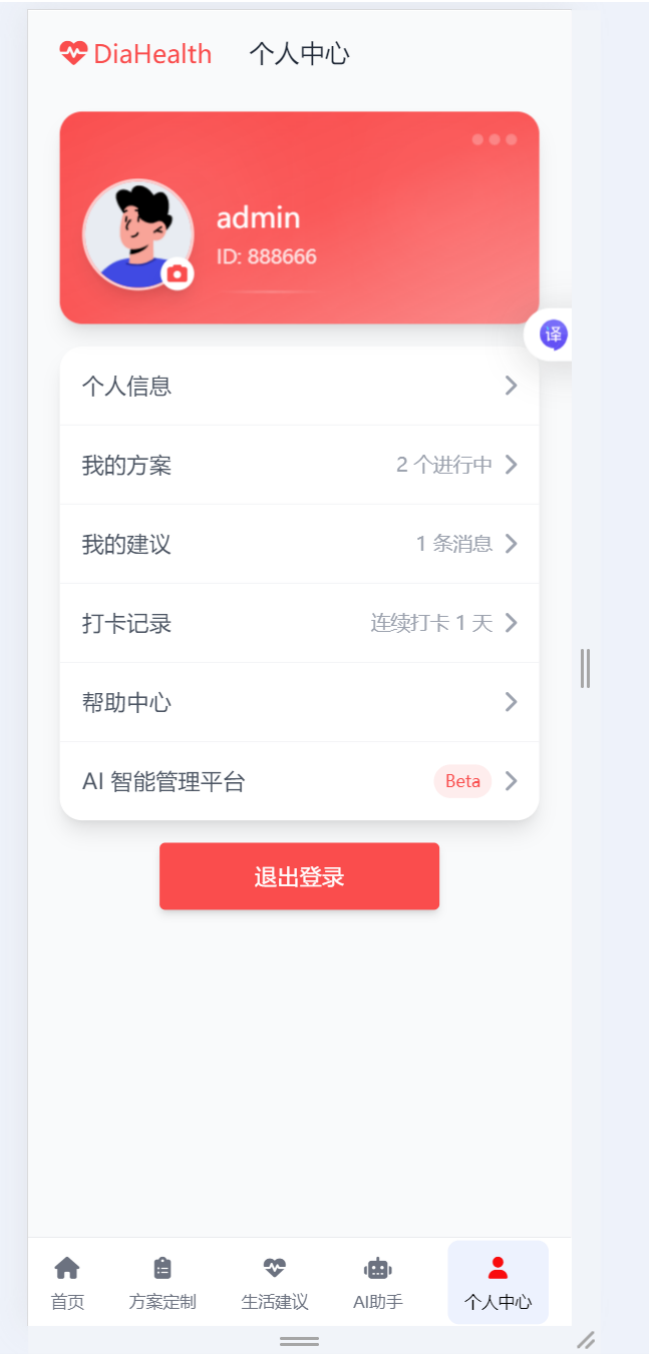 DiaHealth 个人中心
admin
ID: 888666
译
个人信息
我的方案 2 个进行中
我的建议 1 条消息
打卡记录 连续打卡 1 天
帮助中心
AI 智能管理平台 Beta
退出登录
首页 方案定制 生活建议 AI助手 个人中心